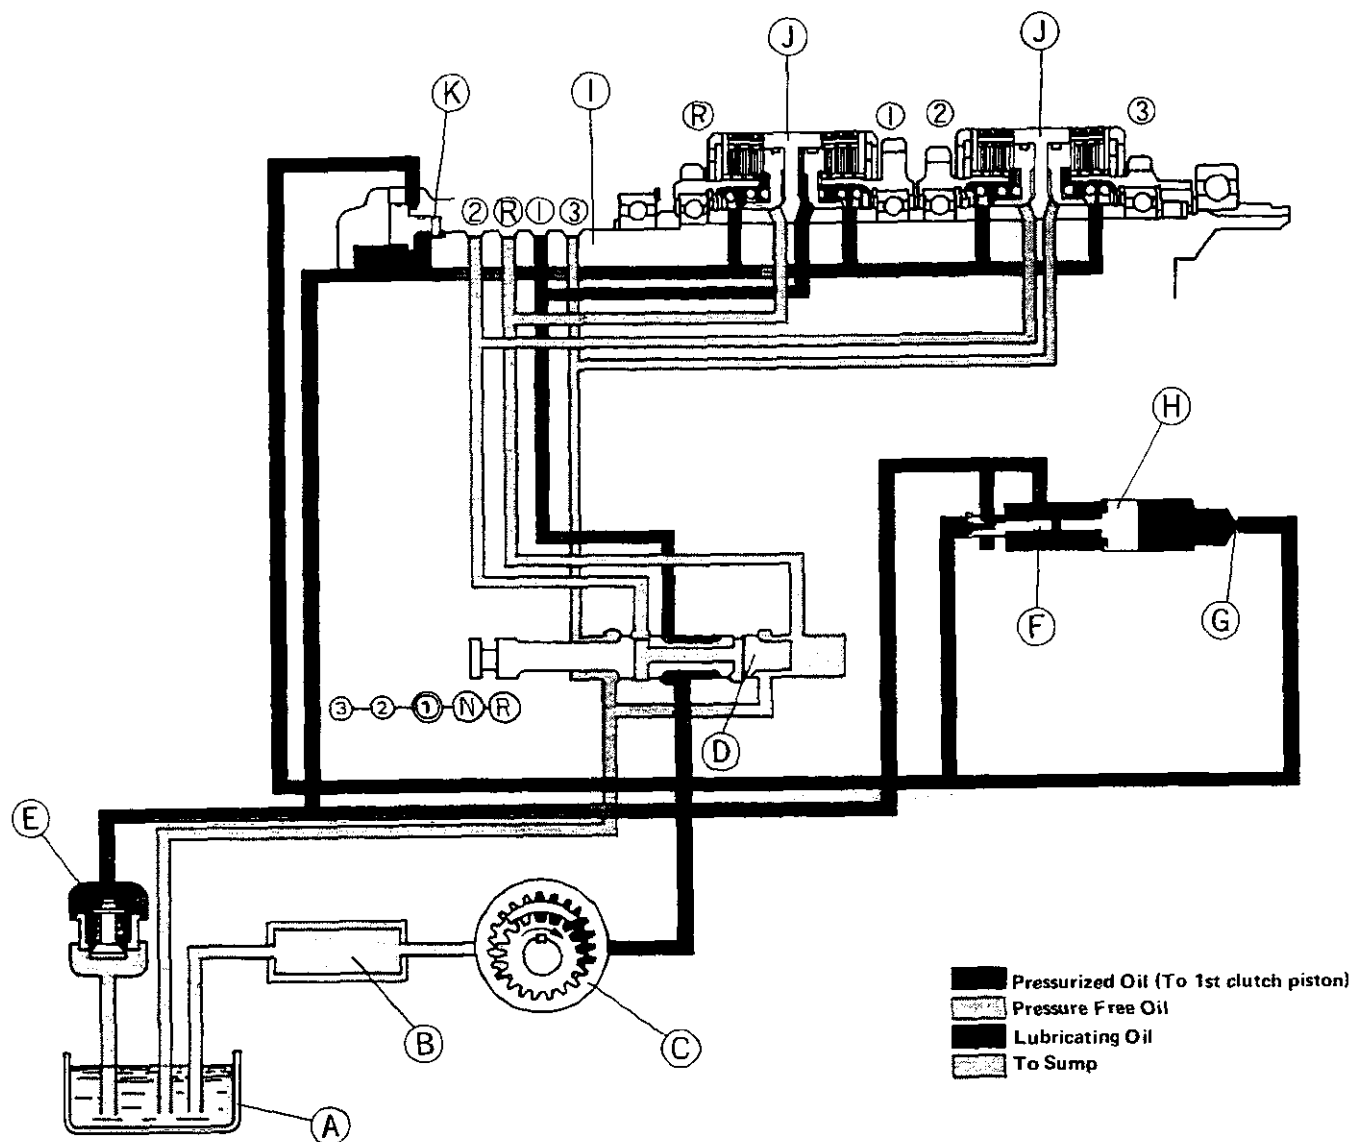 J
J
K
I
R
1
2
3
2
R
1
3
H
F
G
3 2 1 N R
D
E
B
C
A
Pressurized Oil (To 1st clutch piston)
Pressure Free Oil
Lubricating Oil
To Sump